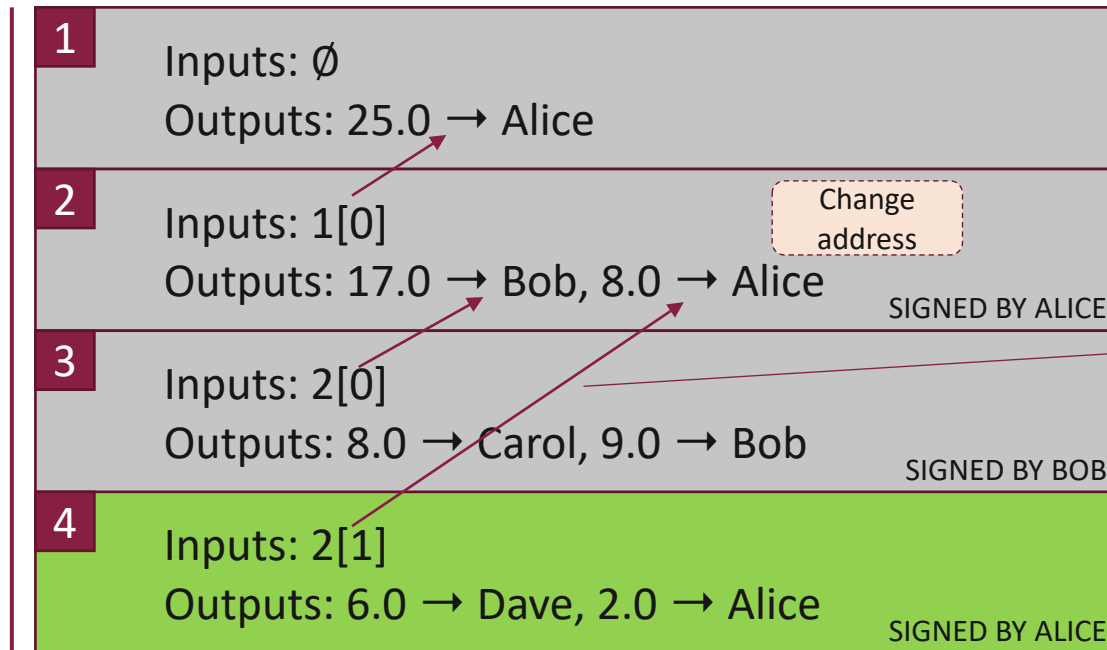 1
Inputs: Ø
Outputs: 25.0 → Alice
2
Inputs: 1[0]
Change
address
Outputs: 17.0 → Bob, 8.0 → Alice
SIGNED BY ALICE
3
Inputs: 2[0]
Outputs: 8.0 → Carol, 9.0 → Bob
SIGNED BY BOB
4
Inputs: 2[1]
Outputs: 6.0 → Dave, 2.0 → Alice
SIGNED BY ALICE